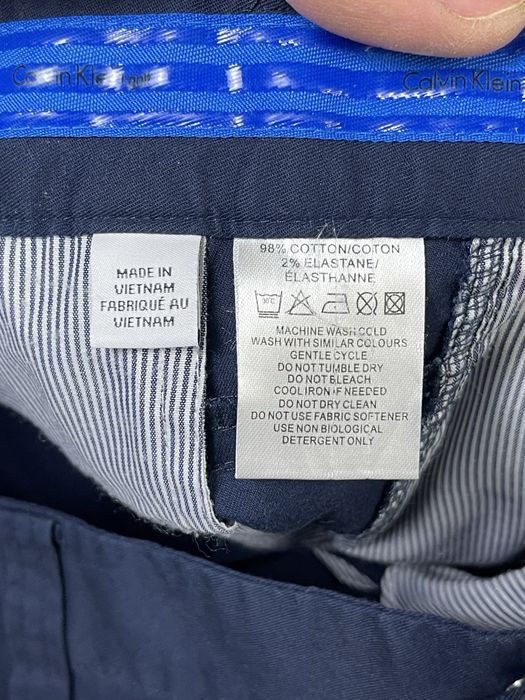 Calvin Klein golf
Calvin Klein
MADE IN
VIETNAM
FABRIQUÉ AU
VIETNAM
98% COTTON/COTON
2% ELASTANE/
ÉLASTHANNE
30°C
MACHINE WASH COLD
WASH WITH SIMILAR COLOURS
GENTLE CYCLE
DO NOT TUMBLE DRY
DO NOT BLEACH
COOL IRON IF NEEDED
DO NOT DRY CLEAN
DO NOT USE FABRIC SOFTENER
USE NON BIOLOGICAL
DETERGENT ONLY